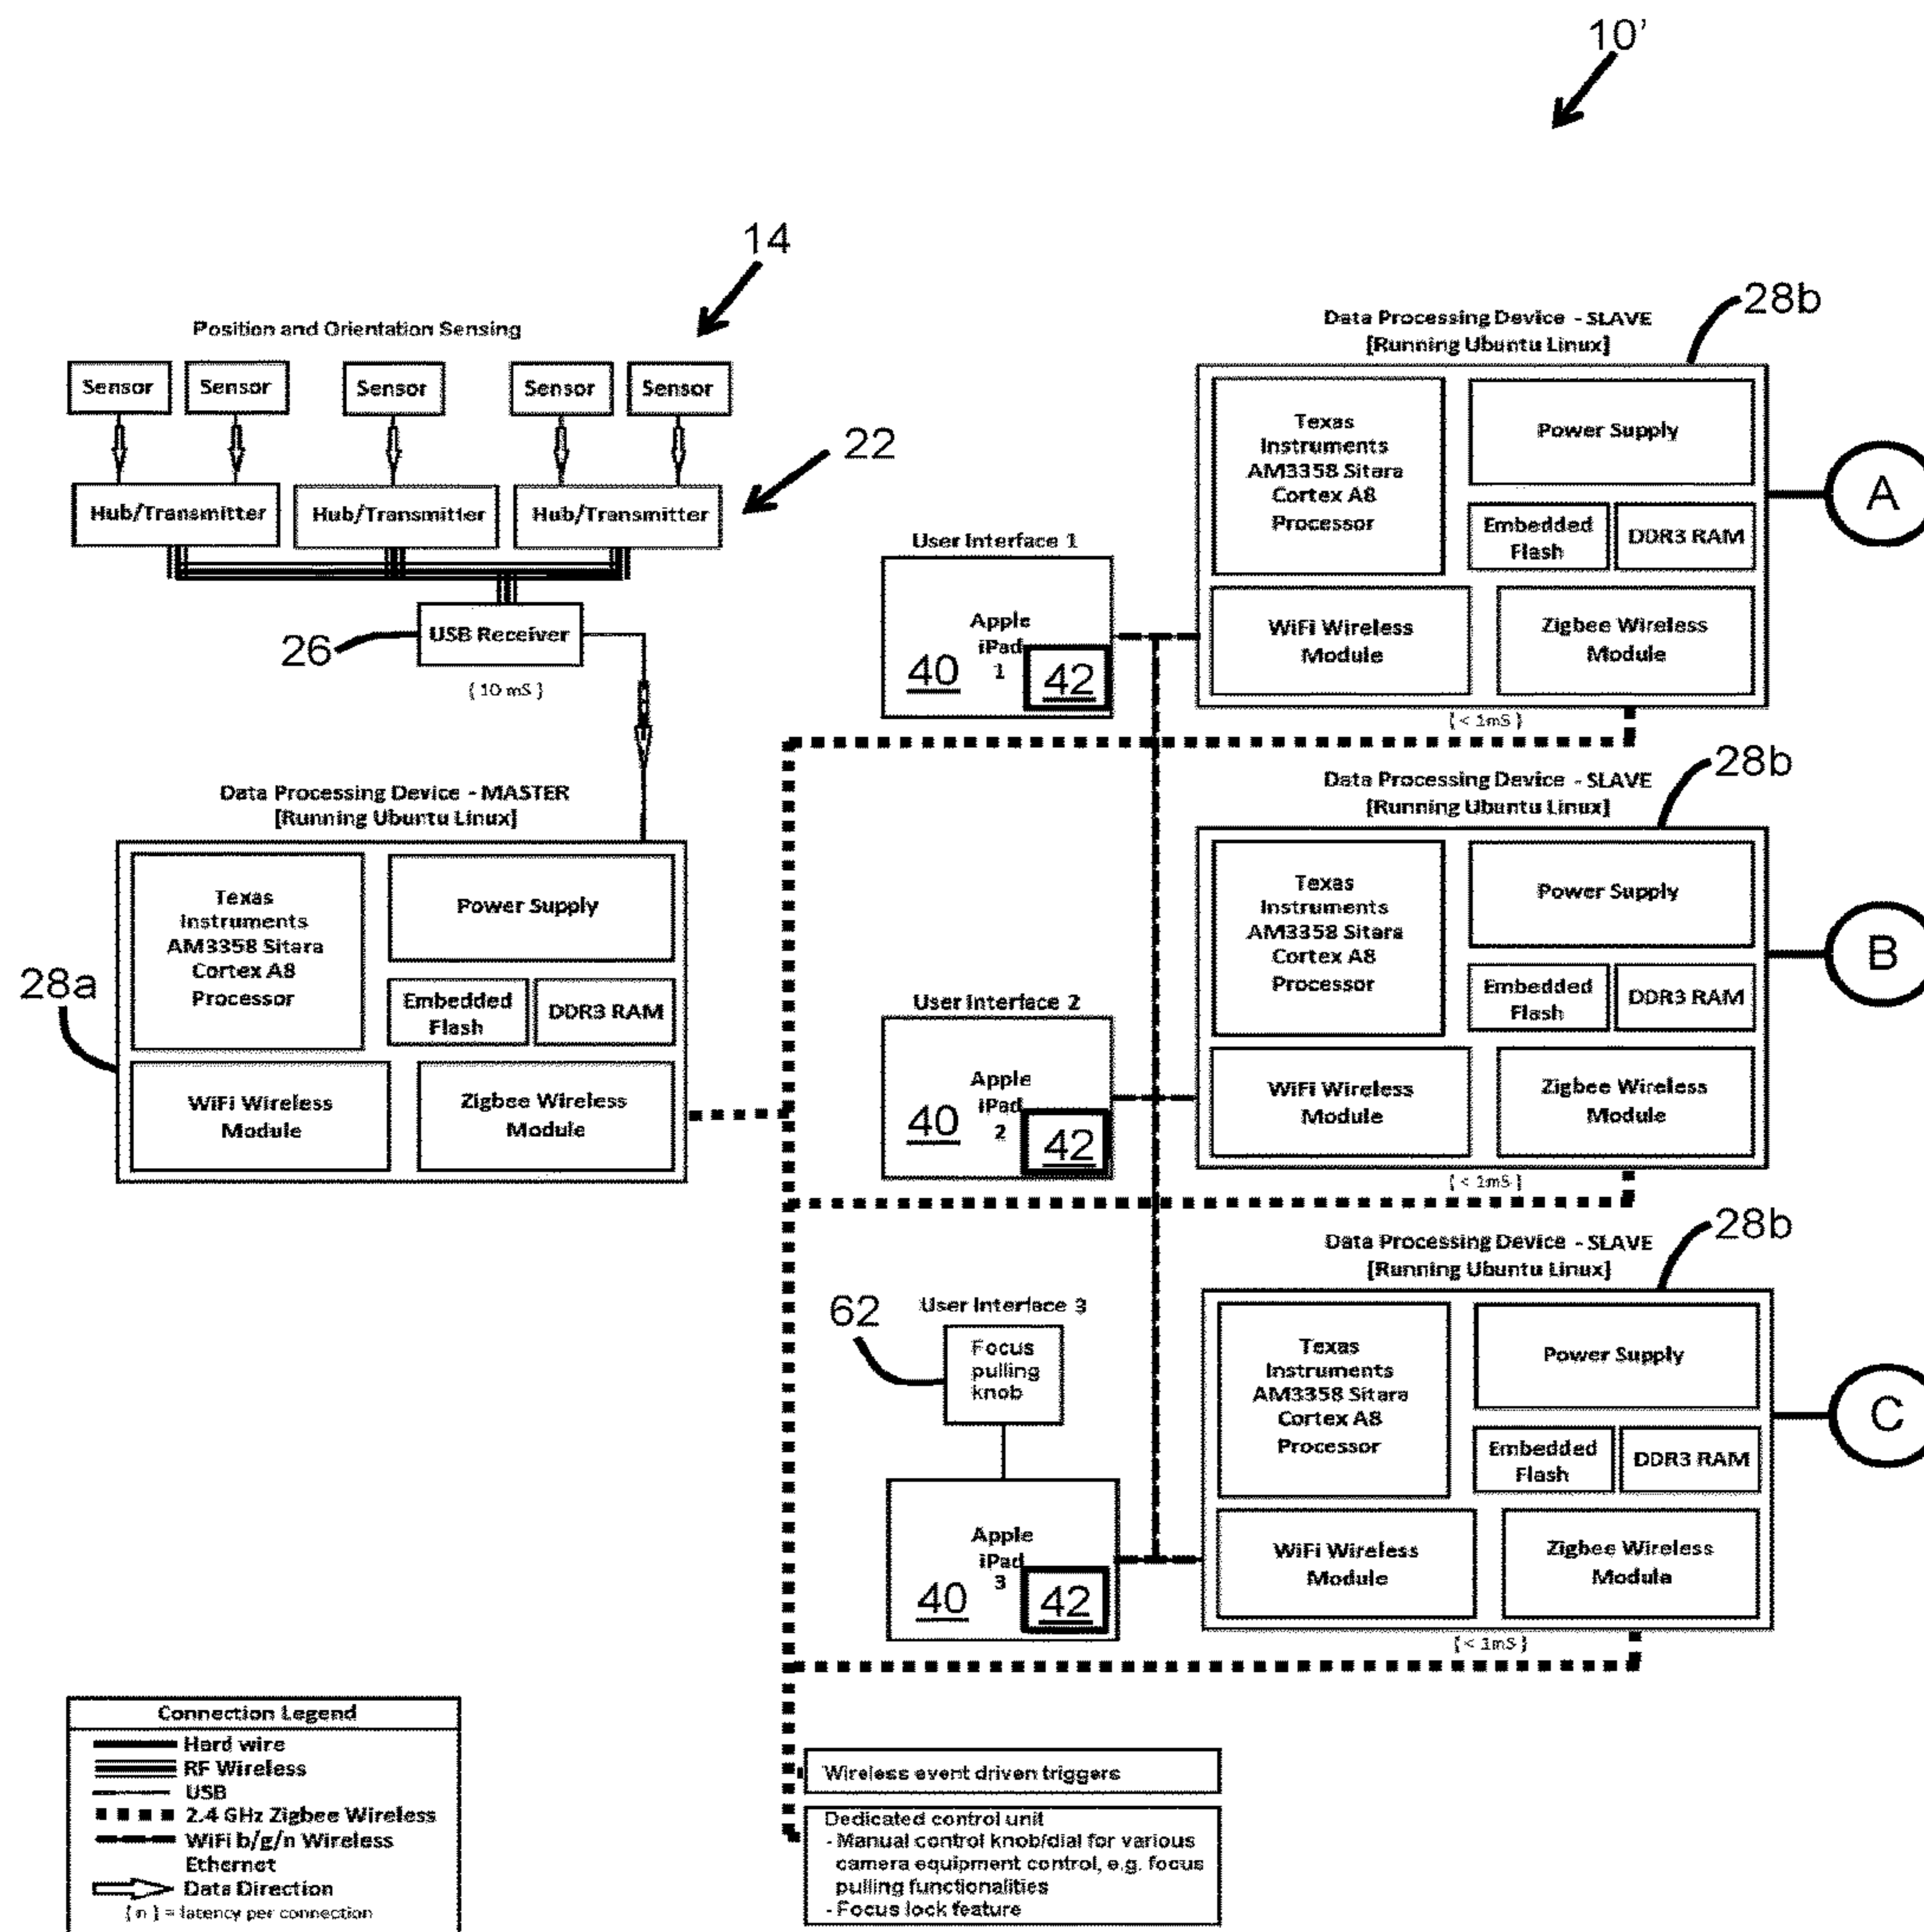 10'
14
Position and Orientation Sensing
Sensor Sensor Sensor Sensor Sensor
22
Hub/Transmitter Hub/Transmitter Hub/Transmitter
26
USB Receiver
{ 10 mS }
Data Processing Device - MASTER
[Running Ubuntu Linux]
28a
Texas
Instruments
AM3358 Sitara
Cortex A8
Processor
Power Supply
Embedded
Flash
DDR3 RAM
WiFi Wireless
Module
Zigbee Wireless
Module
User Interface 1
Apple
iPad
1
40
42
Data Processing Device - SLAVE
[Running Ubuntu Linux]
28b
Texas
Instruments
AM3358 Sitara
Cortex A8
Processor
Power Supply
Embedded
Flash
DDR3 RAM
WiFi Wireless
Module
Zigbee Wireless
Module
{ < 1mS }
A
User Interface 2
Apple
iPad
2
40
42
Data Processing Device - SLAVE
[Running Ubuntu Linux]
28b
Texas
Instruments
AM3358 Sitara
Cortex A8
Processor
Power Supply
Embedded
Flash
DDR3 RAM
WiFi Wireless
Module
Zigbee Wireless
Module
{ < 1mS }
B
62
User Interface 3
Focus
pulling
knob
Apple
iPad
3
40
42
Data Processing Device - SLAVE
[Running Ubuntu Linux]
28b
Texas
Instruments
AM3358 Sitara
Cortex A8
Processor
Power Supply
Embedded
Flash
DDR3 RAM
WiFi Wireless
Module
Zigbee Wireless
Module
{ < 1mS }
C
Connection Legend
Hard wire
RF Wireless
USB
2.4 GHz Zigbee Wireless
WiFi b/g/n Wireless
Ethernet
Data Direction
{ n } = latency per connection
Wireless event driven triggers
Dedicated control unit
- Manual control knob/dial for various
camera equipment control, e.g. focus
pulling functionalities
- Focus lock feature